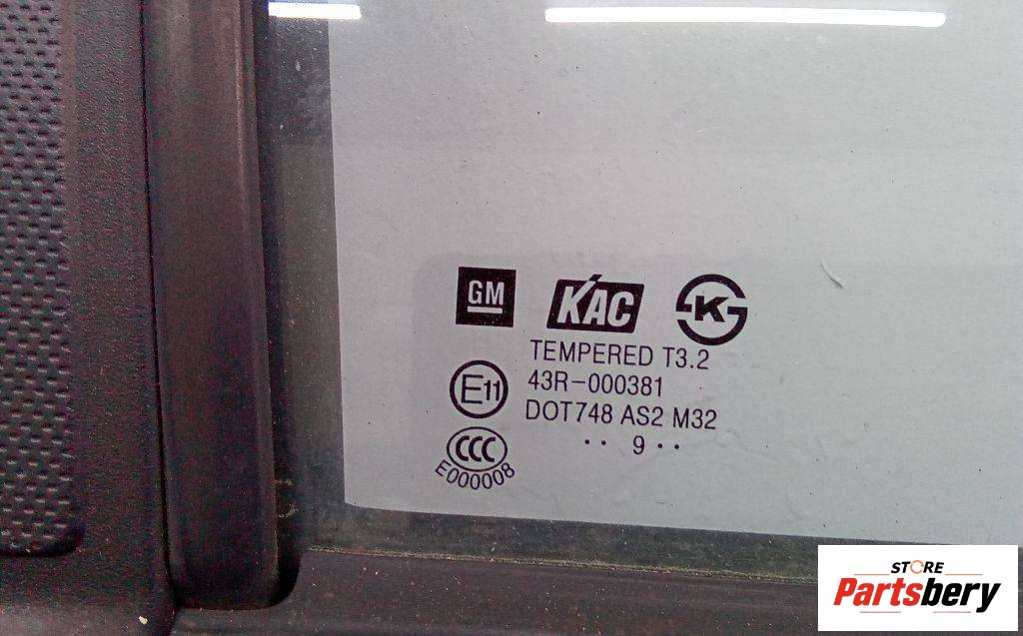 GM KAC K
TEMPERED T3.2
E11 43R-000381
DOT748 AS2 M32
·· 9 ··
CCC
E000008
STORE
Partsbery